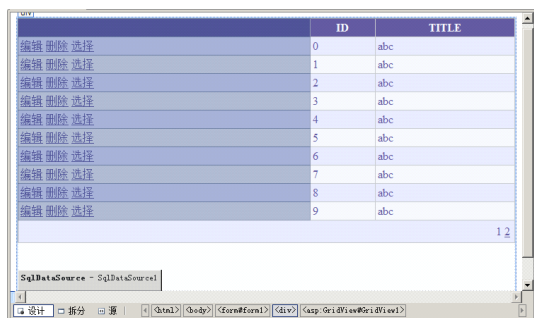 DIV
ID TITLE
编辑 删除 选择 0 abc
编辑 删除 选择 1 abc
编辑 删除 选择 2 abc
编辑 删除 选择 3 abc
编辑 删除 选择 4 abc
编辑 删除 选择 5 abc
编辑 删除 选择 6 abc
编辑 删除 选择 7 abc
编辑 删除 选择 8 abc
编辑 删除 选择 9 abc
1 2
SqlDataSource - SqlDataSource1
设计 拆分 源 <html> <body> <form#form1> <div> <asp:GridView#GridView1>